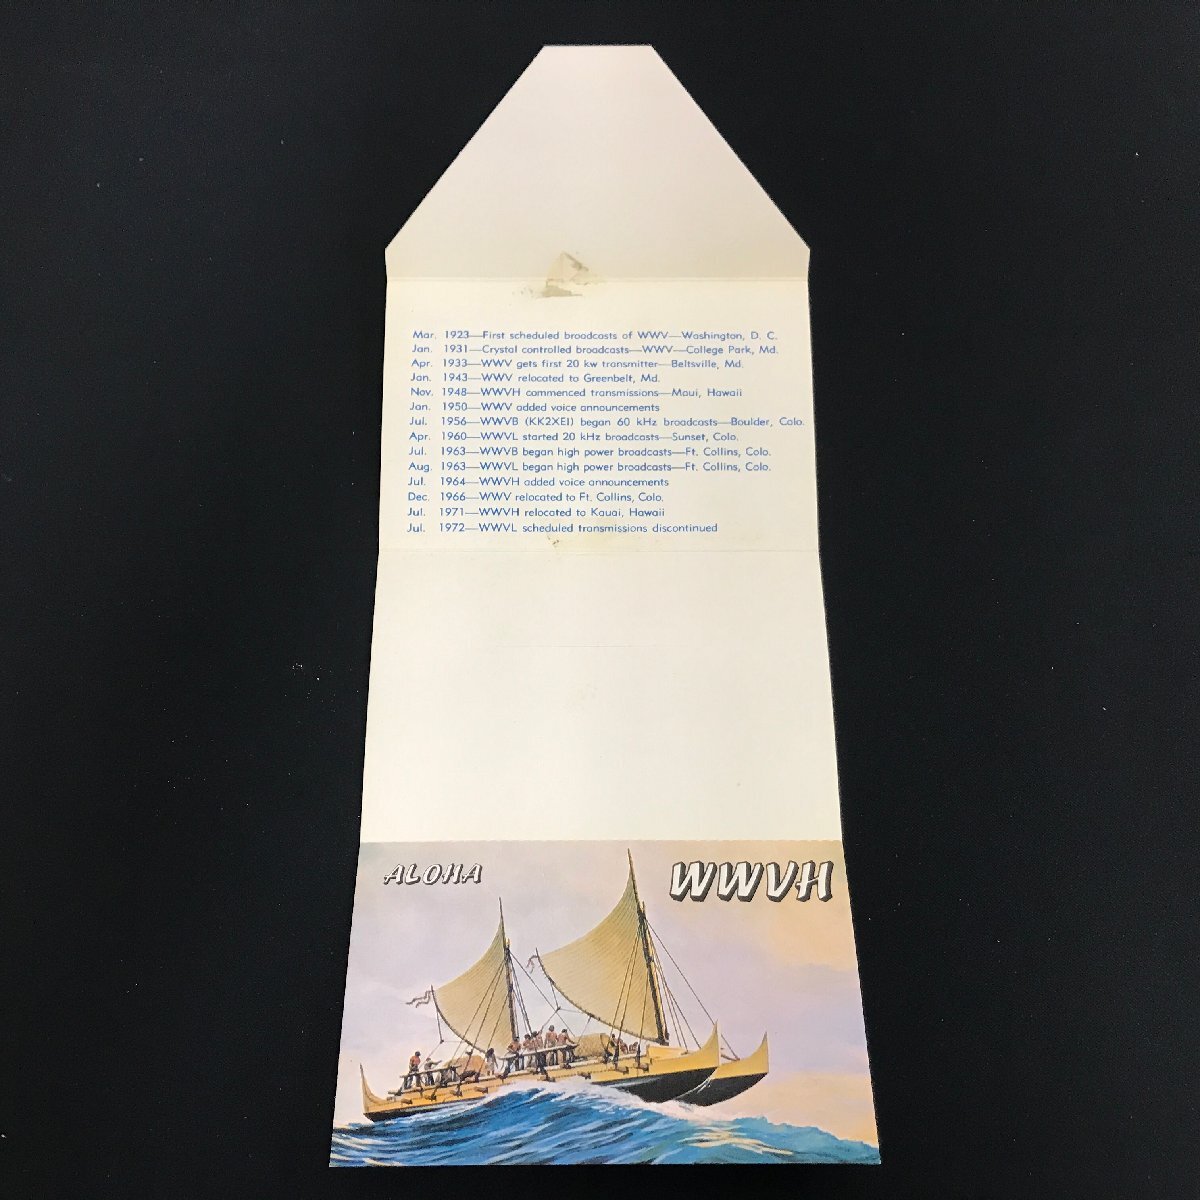 Mar. 1923—First scheduled broadcasts of WWV—Washington, D. C.
Jan. 1931—Crystal controlled broadcasts—WWV—College Park, Md.
Apr. 1933—WWV gets first 20 kw transmitter—Beltsville, Md.
Jan. 1943—WWV relocated to Greenbelt, Md.
Nov. 1948—WWVH commenced transmissions—Maui, Hawaii
Jan. 1950—WWV added voice announcements
Jul. 1956—WWVB (KK2XEI) began 60 kHz broadcasts—Boulder, Colo.
Apr. 1960—WWVL started 20 kHz broadcasts—Sunset, Colo.
Jul. 1963—WWVB began high power broadcasts—Ft. Collins, Colo.
Aug. 1963—WWVL began high power broadcasts—Ft. Collins, Colo.
Jul. 1964—WWVH added voice announcements
Dec. 1966—WWV relocated to Ft. Collins, Colo.
Jul. 1971—WWVH relocated to Kauai, Hawaii
Jul. 1972—WWVL scheduled transmissions discontinued
ALOHA
WWVH